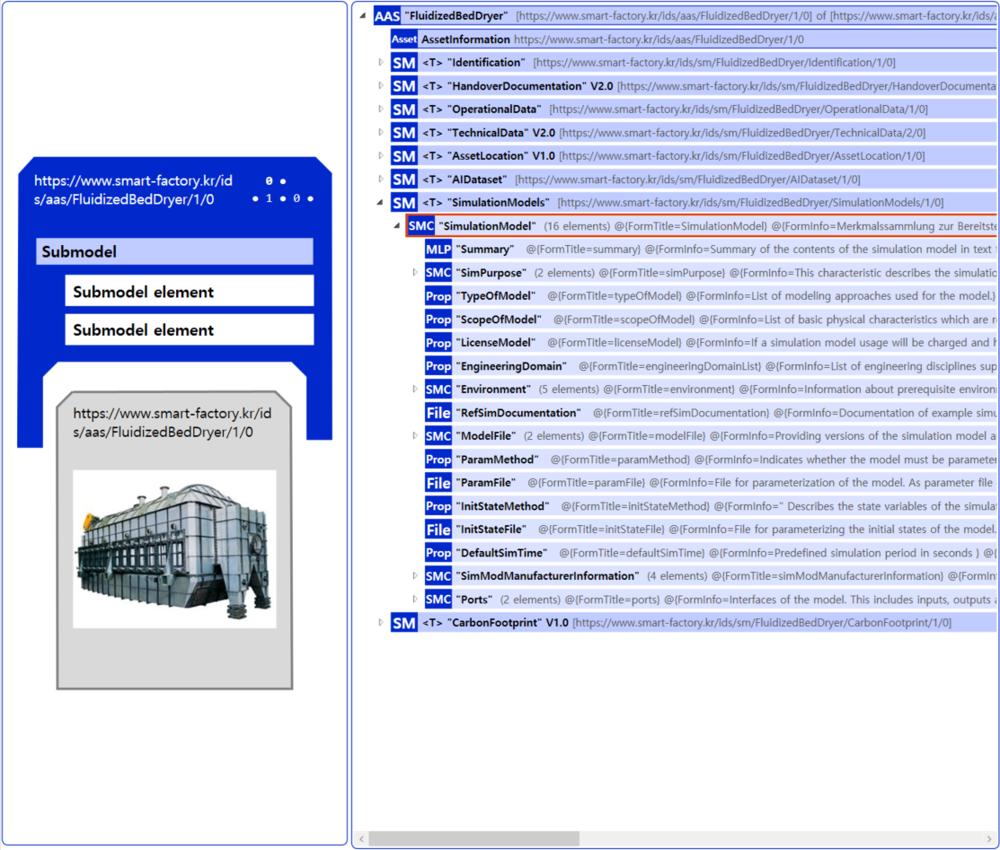 https://www.smart-factory.kr/id
s/aas/FluidizedBedDryer/1/0
0 •
• 1 • 0 •
Submodel
Submodel element
Submodel element
https://www.smart-factory.kr/id
s/aas/FluidizedBedDryer/1/0
AAS "FluidizedBedDryer" [https://www.smart-factory.kr/ids/aas/FluidizedBedDryer/1/0] of [https://www.smart-factory.kr/ids/a
Asset AssetInformation https://www.smart-factory.kr/ids/aas/FluidizedBedDryer/1/0
SM <T> "Identification" [https://www.smart-factory.kr/ids/sm/FluidizedBedDryer/Identification/1/0]
SM <T> "HandoverDocumentation" V2.0 [https://www.smart-factory.kr/ids/sm/FluidizedBedDryer/HandoverDocumenta
SM <T> "OperationalData" [https://www.smart-factory.kr/ids/sm/FluidizedBedDryer/OperationalData/1/0]
SM <T> "TechnicalData" V2.0 [https://www.smart-factory.kr/ids/sm/FluidizedBedDryer/TechnicalData/2/0]
SM <T> "AssetLocation" V1.0 [https://www.smart-factory.kr/ids/sm/FluidizedBedDryer/AssetLocation/1/0]
SM <T> "AIDataset" [https://www.smart-factory.kr/ids/sm/FluidizedBedDryer/AIDataset/1/0]
SM <T> "SimulationModels" [https://www.smart-factory.kr/ids/sm/FluidizedBedDryer/SimulationModels/1/0]
SMC "SimulationModel" (16 elements) @{FormTitle=SimulationModel} @{FormInfo=Merkmalssammlung zur Bereitste
MLP "Summary" @{FormTitle=summary} @{FormInfo=Summary of the contents of the simulation model in text
SMC "SimPurpose" (2 elements) @{FormTitle=simPurpose} @{FormInfo=This characteristic describes the simulatio
Prop "TypeOfModel" @{FormTitle=typeOfModel} @{FormInfo=List of modeling approaches used for the model.}
Prop "ScopeOfModel" @{FormTitle=scopeOfModel} @{FormInfo=List of basic physical characteristics which are r
Prop "LicenseModel" @{FormTitle=licenseModel} @{FormInfo=If a simulation model usage will be charged and h
Prop "EngineeringDomain" @{FormTitle=engineeringDomainList} @{FormInfo=List of engineering disciplines sup
SMC "Environment" (5 elements) @{FormTitle=environment} @{FormInfo=Information about prerequisite environ
File "RefSimDocumentation" @{FormTitle=refSimDocumentation} @{FormInfo=Documentation of example simu
SMC "ModelFile" (2 elements) @{FormTitle=modelFile} @{FormInfo=Providing versions of the simulation model a
Prop "ParamMethod" @{FormTitle=paramMethod} @{FormInfo=Indicates whether the model must be parameter
File "ParamFile" @{FormTitle=paramFile} @{FormInfo=File for parameterization of the model. As parameter file
Prop "InitStateMethod" @{FormTitle=initStateMethod} @{FormInfo=" Describes the state variables of the simulat
File "InitStateFile" @{FormTitle=initStateFile} @{FormInfo=File for parameterizing the initial states of the model.
Prop "DefaultSimTime" @{FormTitle=defaultSimTime} @{FormInfo=Predefined simulation period in seconds } @{
SMC "SimModManufacturerInformation" (4 elements) @{FormTitle=simModManufacturerInformation} @{FormIn
SMC "Ports" (2 elements) @{FormTitle=ports} @{FormInfo=Interfaces of the model. This includes inputs, outputs a
SM <T> "CarbonFootprint" V1.0 [https://www.smart-factory.kr/ids/sm/FluidizedBedDryer/CarbonFootprint/1/0]